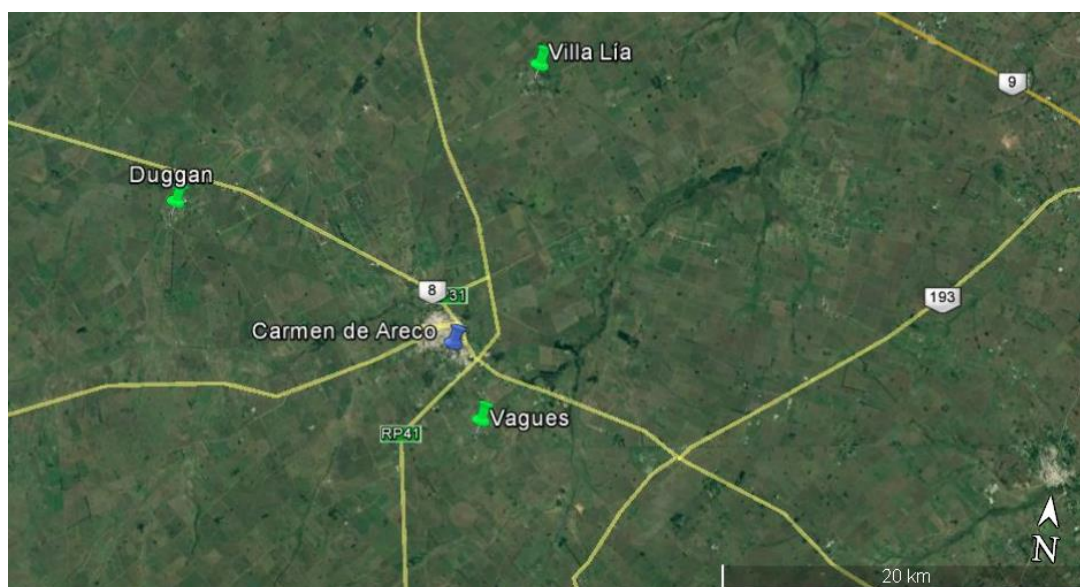 Villa Lía
9
Duggan
8
31
193
Carmen de Areco
Vagues
RP41
N
20 km